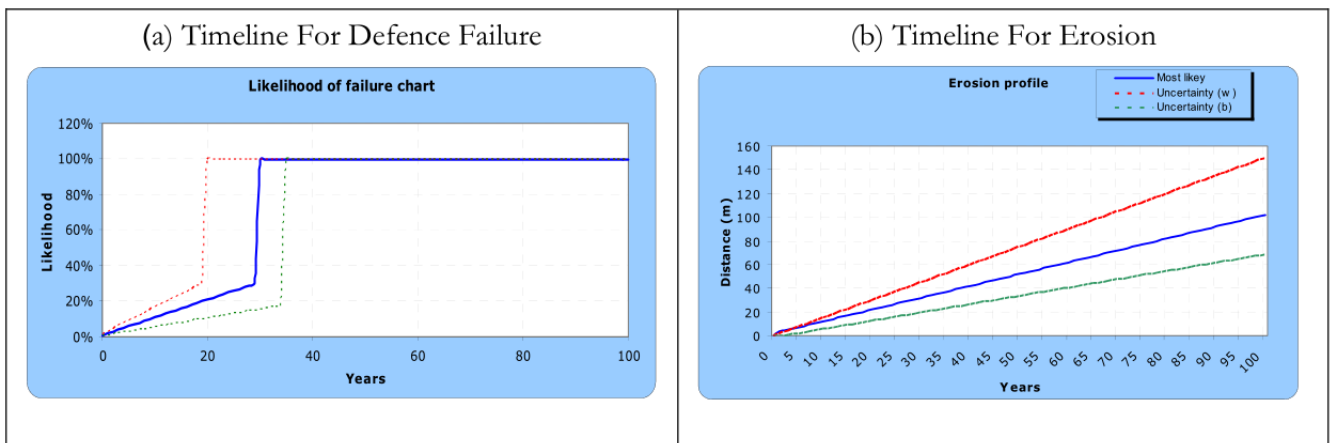 (a) Timeline For Defence Failure
Likelihood of failure chart
120%
100%
80%
60%
40%
20%
0%
Likelihood
0 20 40 60 80 100
Years
(b) Timeline For Erosion
Erosion profile
Most likey
Uncertainty (w )
Uncertainty (b)
160
140
120
100
80
60
40
20
0
Distance (m)
0 5 10 15 20 25 30 35 40 45 50 55 60 65 70 75 80 85 90 95 100
Years